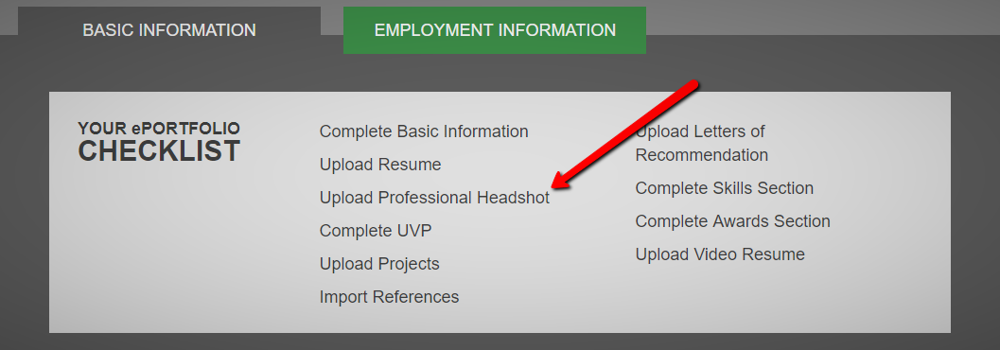 BASIC INFORMATION
EMPLOYMENT INFORMATION
YOUR ePORTFOLIO
CHECKLIST
Complete Basic Information
Upload Resume
Upload Professional Headshot
Complete UVP
Upload Projects
Import References
Upload Letters of
Recommendation
Complete Skills Section
Complete Awards Section
Upload Video Resume